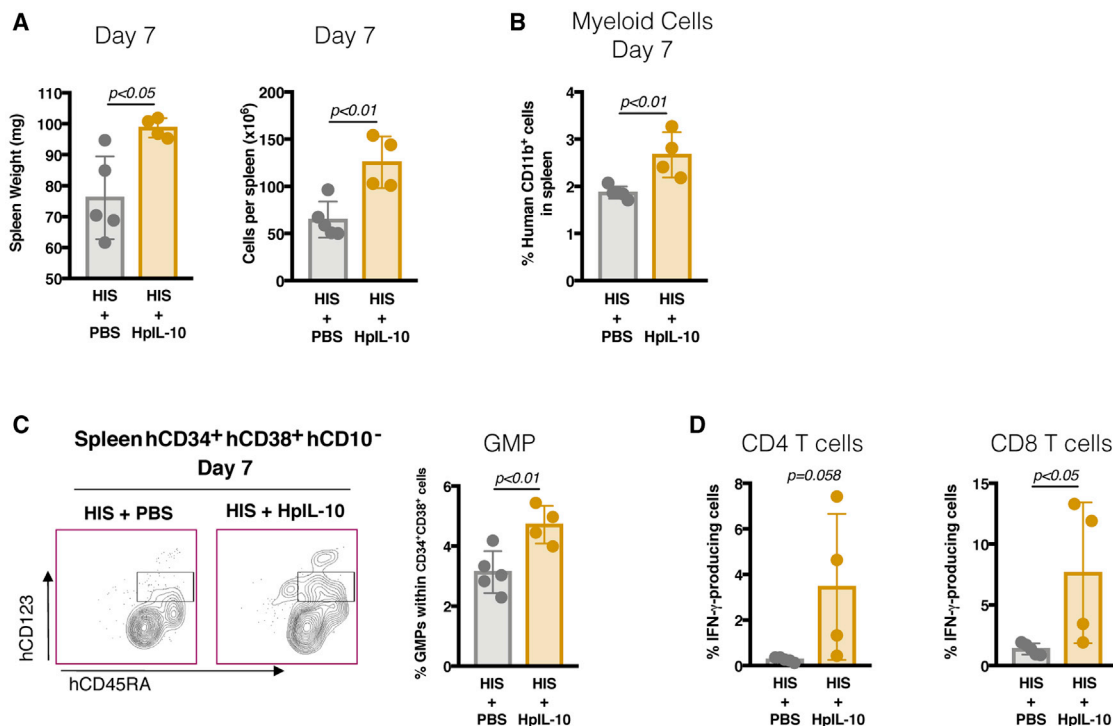 A
Day 7
Spleen Weight (mg)
110
100
90
80
70
60
50
p<0.05
HIS
+
PBS
HIS
+
HpIL-10
Day 7
Cells per spleen (x10⁶)
200
150
100
50
0
p<0.01
HIS
+
PBS
HIS
+
HpIL-10
B
Myeloid Cells
Day 7
% Human CD11b⁺ cells
in spleen
4
3
2
1
0
p<0.01
HIS
+
PBS
HIS
+
HpIL-10
C
Spleen hCD34⁺ hCD38⁺ hCD10⁻
Day 7
HIS + PBS
HIS + HpIL-10
hCD123
hCD45RA
GMP
% GMPs within CD34⁺CD38⁺ cells
6
4
2
0
p<0.01
HIS
+
PBS
HIS
+
HpIL-10
D
CD4 T cells
% IFN-γ-producing cells
8
6
4
2
0
p=0.058
HIS
+
PBS
HIS
+
HpIL-10
CD8 T cells
% IFN-γ-producing cells
15
10
5
0
p<0.05
HIS
+
PBS
HIS
+
HpIL-10